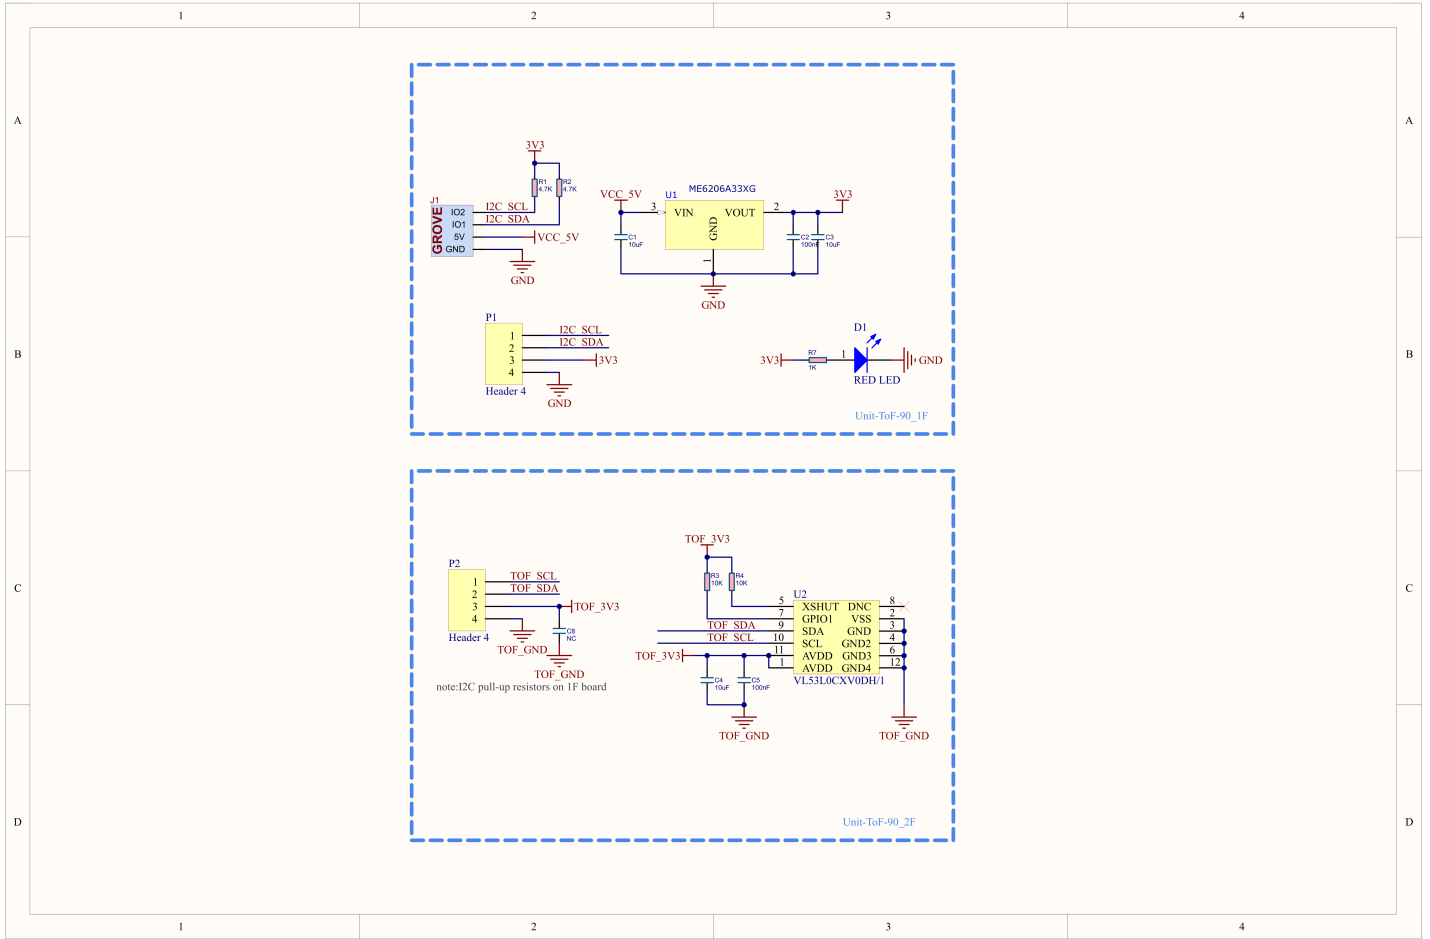 1 2 3 4
A A
B B
C C
D D
3V3
R1 R2
4.7K 4.7K
J1
GROVE
IO2 I2C_SCL
IO1 I2C_SDA
5V VCC_5V
GND
GND
VCC_5V
U1
ME6206A33XG
3 VIN VOUT 2
GND
1
3V3
C1
10uF
C2 C3
100nF 10uF
GND
P1
1 I2C_SCL
2 I2C_SDA
3 3V3
4
Header 4
GND
D1
3V3 R7 1 GND
1K
RED LED
Unit-ToF-90_1F
P2
1 TOF_SCL
2 TOF_SDA
3 TOF_3V3
4
Header 4
C8
NC
TOF_GND
TOF_GND
note:I2C pull-up resistors on 1F board
TOF_3V3
R3 R4
10K 10K
U2
5 XSHUT DNC 8
7 GPIO1 VSS 2
TOF_SDA 9 SDA GND 3
TOF_SCL 10 SCL GND2 4
TOF_3V3 11 AVDD GND3 6
1 AVDD GND4 12
VL53L0CXV0DH/1
C4 C5
10uF 100nF
TOF_GND
TOF_GND
Unit-ToF-90_2F
1 2 3 4